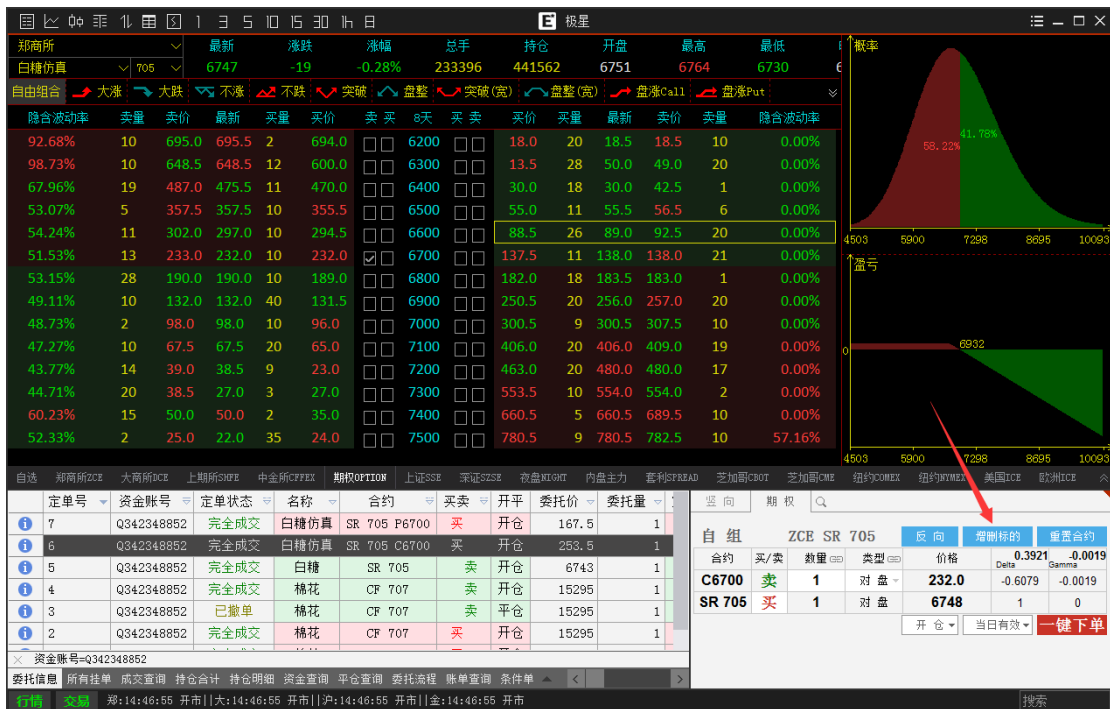 1 3 5 10 15 30 1h 日 极星
郑商所 最新 涨跌 涨幅 总手 持仓 开盘 最高 最低
白糖仿真 705 6747 -19 -0.28% 233396 441562 6751 6764 6730 6
自由组合 大涨 大跌 不涨 不跌 突破 盘整 突破(宽) 盘整(宽) 盘涨Call 盘涨Put
隐含波动率 卖量 卖价 最新 买量 买价 卖 买 8天 买 卖 买价 买量 最新 卖价 卖量 隐含波动率
92.68% 10 695.0 695.5 2 694.0 6200 18.0 20 18.5 18.5 10 0.00%
98.73% 10 648.5 648.5 12 600.0 6300 13.5 28 50.0 49.0 20 0.00%
67.96% 19 487.0 475.5 11 470.0 6400 30.0 18 30.0 42.5 1 0.00%
53.07% 5 357.5 357.5 10 355.5 6500 55.0 11 55.5 56.5 6 0.00%
54.24% 11 302.0 297.0 10 294.5 6600 88.5 26 89.0 92.5 20 0.00%
51.53% 13 233.0 232.0 10 232.0 6700 137.5 11 138.0 138.0 21 0.00%
53.15% 28 190.0 190.0 10 189.0 6800 182.0 18 183.5 183.0 1 0.00%
49.11% 10 132.0 132.0 40 131.5 6900 250.5 20 256.0 257.0 20 0.00%
48.73% 2 98.0 98.0 10 96.0 7000 300.5 9 300.5 307.5 10 0.00%
47.27% 10 67.5 67.5 20 65.0 7100 406.0 20 406.0 409.0 19 0.00%
43.77% 14 39.0 38.5 9 23.0 7200 463.0 20 480.0 480.0 17 0.00%
44.71% 20 38.5 27.0 3 27.0 7300 553.5 10 554.0 554.0 2 0.00%
60.23% 15 50.0 50.0 2 35.0 7400 660.5 5 660.5 689.5 10 0.00%
52.33% 2 25.0 22.0 35 24.0 7500 780.5 9 780.5 782.5 10 57.16%
概率
41.78%
58.22%
4503 5900 7298 8695 10093
盈亏
0 6932
4503 5900 7298 8695 10093
自选 郑商所ZCE 大商所DCE 上期所SHFE 中金所CFFEX 期权OPTION 上证SSE 深证SZSE 夜盘NIGHT 内盘主力 套利SPREAD 芝加哥CBOT 芝加哥CME 纽约COMEX 纽约NYMEX 美国ICE 欧洲ICE
定单号 资金账号 定单状态 名称 合约 买卖 开平 委托价 委托量
7 Q342348852 完全成交 白糖仿真 SR 705 P6700 买 开仓 167.5 1
6 Q342348852 完全成交 白糖仿真 SR 705 C6700 买 开仓 253.5 1
5 Q342348852 完全成交 白糖 SR 705 卖 开仓 6743 1
4 Q342348852 完全成交 棉花 CF 707 卖 开仓 15295 1
3 Q342348852 已撤单 棉花 CF 707 卖 平仓 15295 1
2 Q342348852 完全成交 棉花 CF 707 买 开仓 15295 1
资金账号=Q342348852
委托信息 所有挂单 成交查询 持仓合计 持仓明细 资金查询 平仓查询 委托流程 账单查询 条件单
竖向 期权
自组 ZCE SR 705 反向 增删标的 重置合约
合约 买/卖 数量 类型 价格 0.3921 Delta -0.0019 Gamma
C6700 卖 1 对盘 232.0 -0.6079 -0.0019
SR 705 买 1 对盘 6748 1 0
开仓 当日有效 一键下单
行情 交易 郑:14:46:55 开市||大:14:46:55 开市||沪:14:46:55 开市||金:14:46:55 开市 搜索